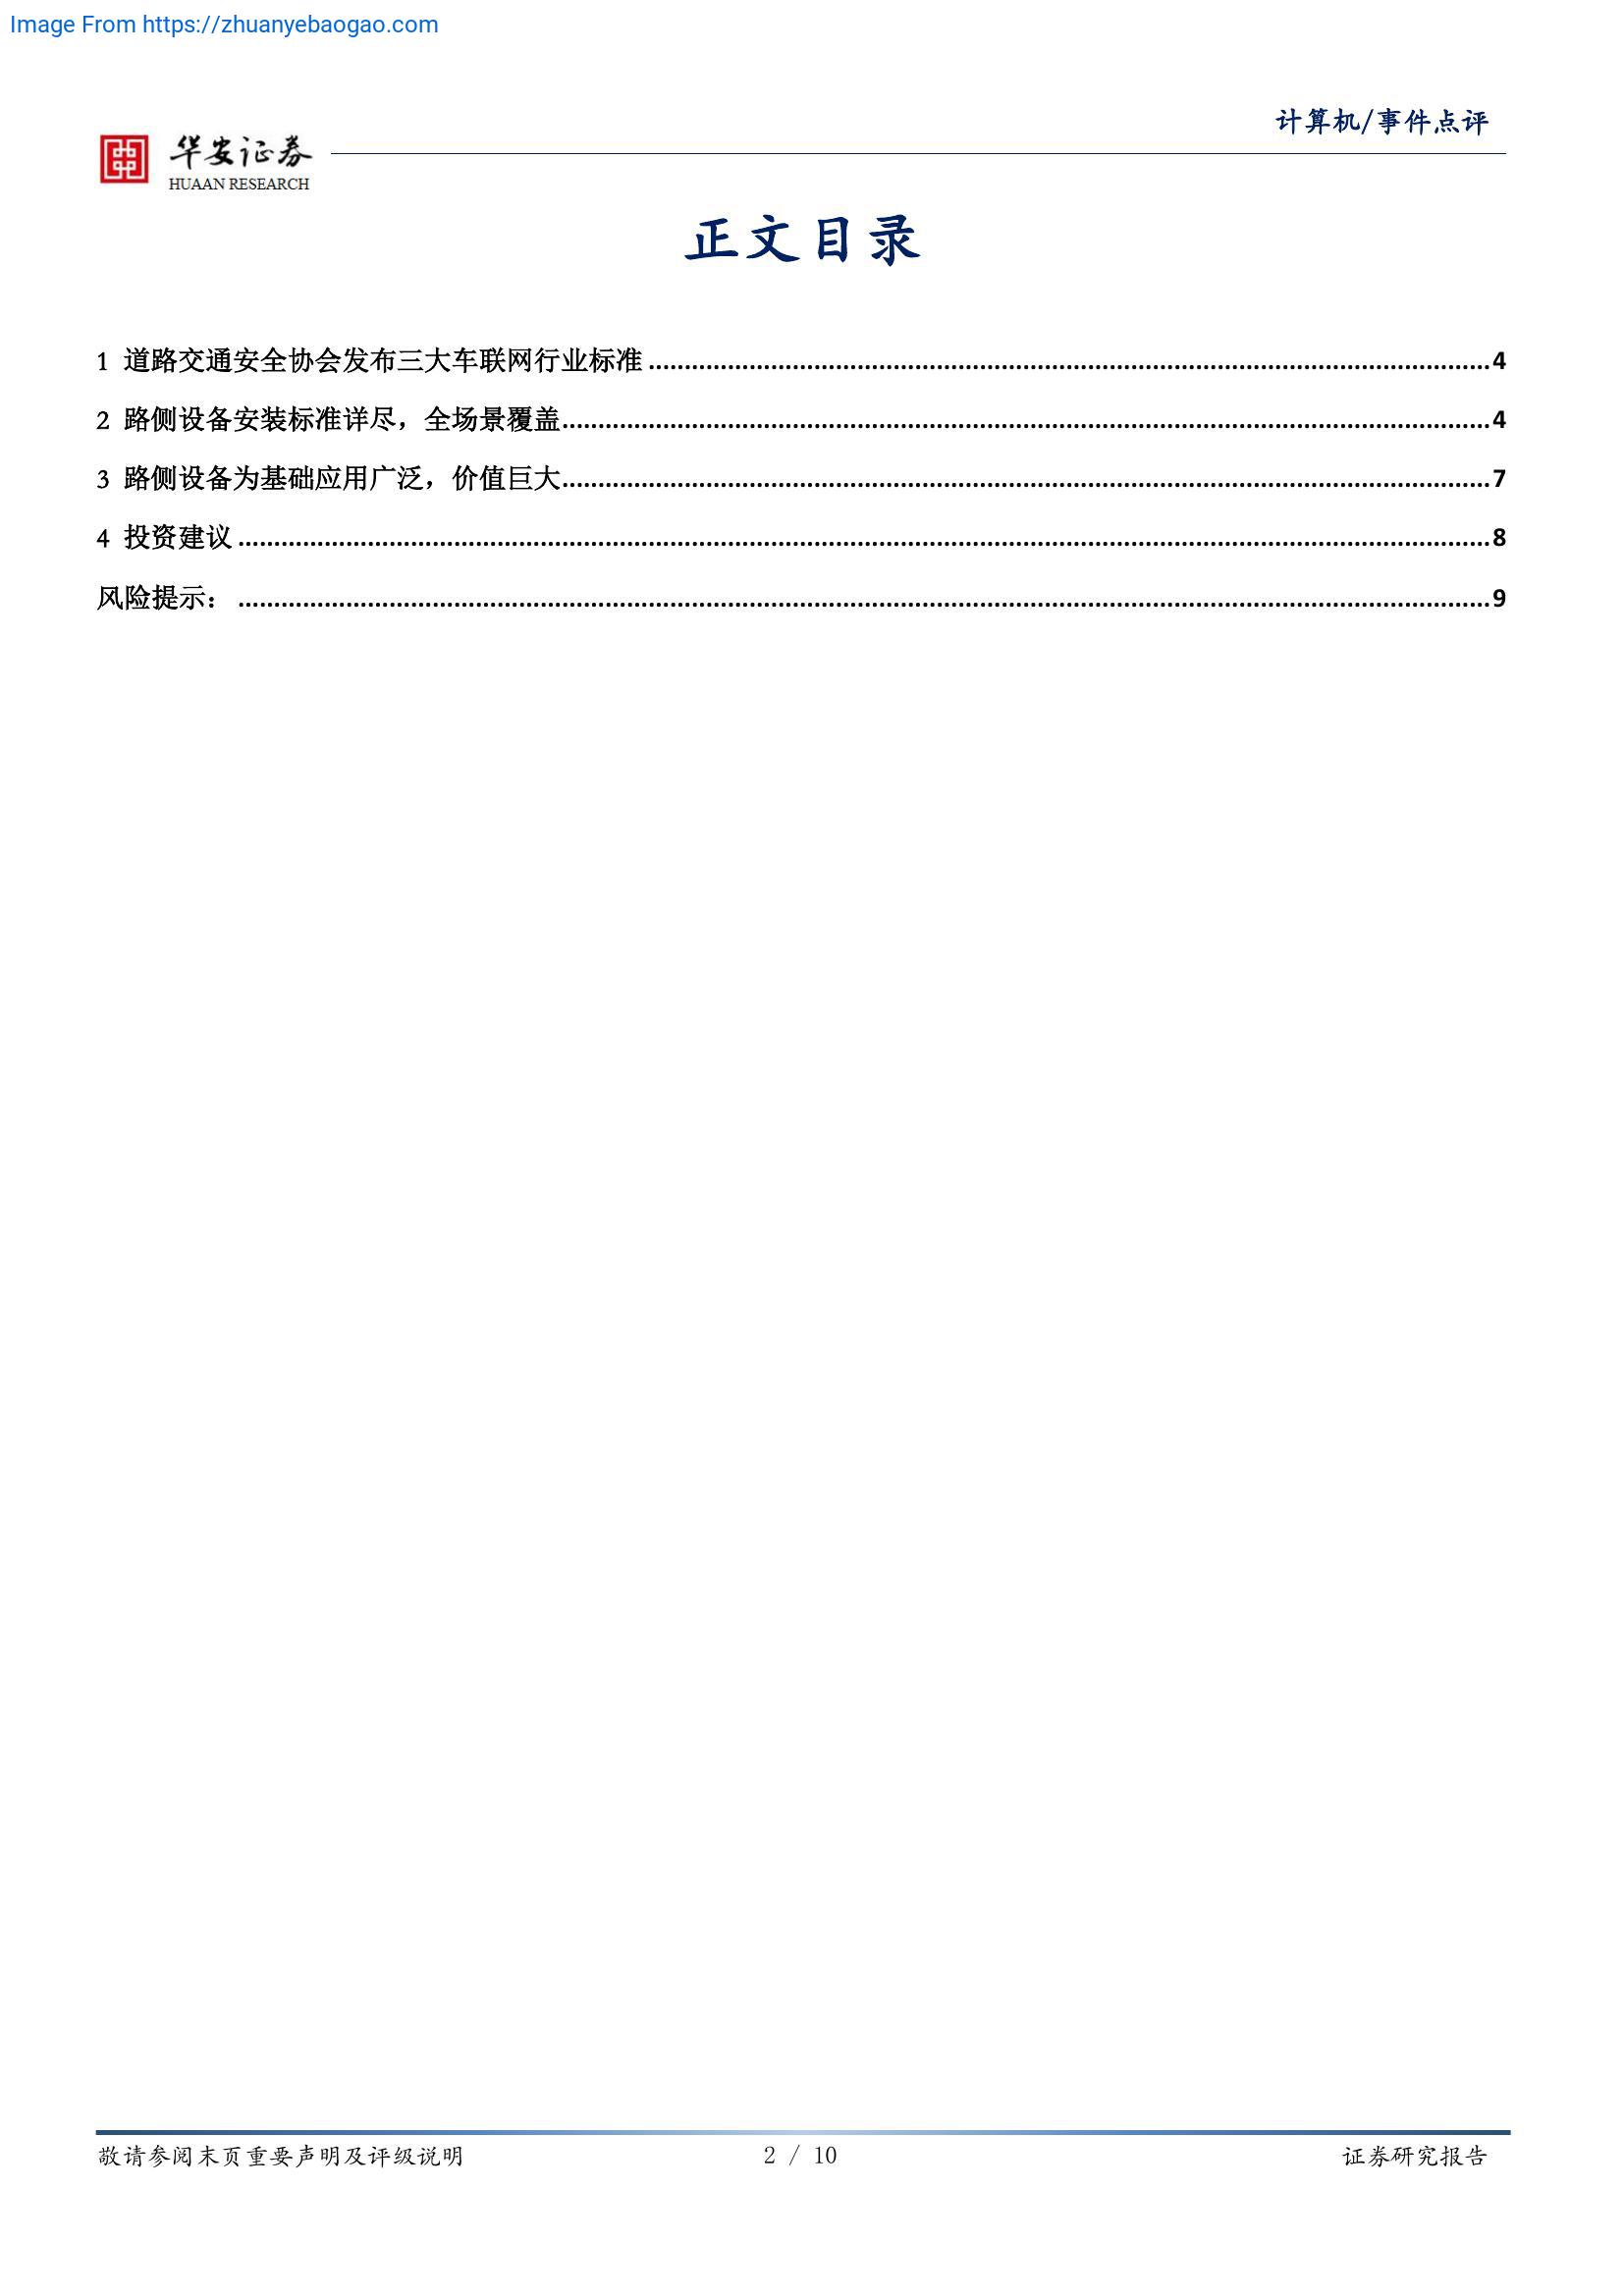 Image From https://zhuanyebaogao.com
计算机/事件点评
华安证券
HUAAN RESEARCH
正文目录
1 道路交通安全协会发布三大车联网行业标准 ........ 4
2 路侧设备安装标准详尽，全场景覆盖 ........ 4
3 路侧设备为基础应用广泛，价值巨大 ........ 7
4 投资建议 ........ 8
风险提示： ........ 9
敬请参阅末页重要声明及评级说明 2 / 10 证券研究报告